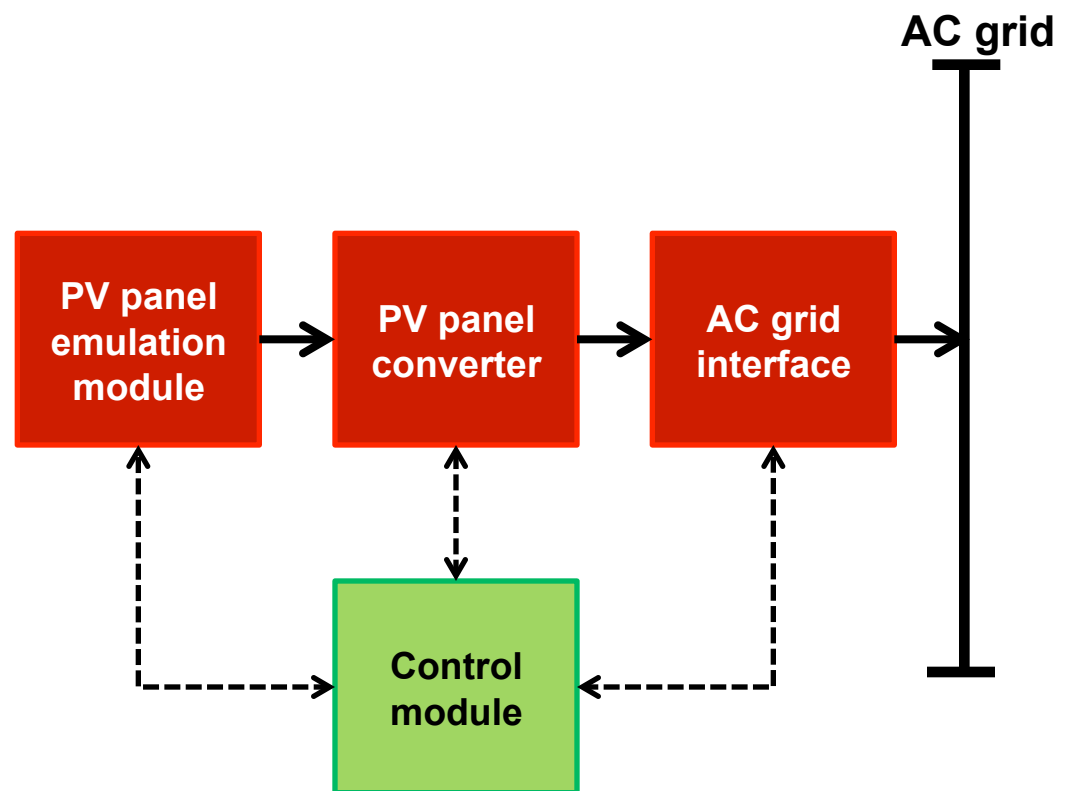 AC grid
PV panel
emulation
module
PV panel
converter
AC grid
interface
Control
module